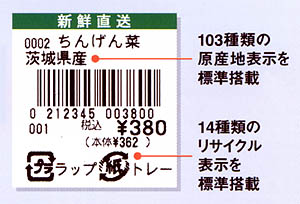 新鮮直送
0002 ちんげん菜
茨城県産
0 212345 003800
001 税込 ¥380
(本体¥362 )
プララップ 紙トレー
103種類の
原産地表示を
標準搭載
14種類の
リサイクル
表示を
標準搭載